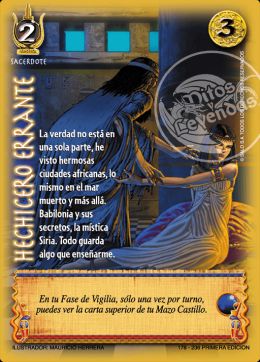 2
3
SACERDOTE
Mitos
y
Leyendas
HECHICERO ERRANTE
La verdad no está en
una sola parte, he
visto hermosas
ciudades africanas, lo
mismo en el mar
muerto y más allá.
Babilonia y sus
secretos, la mística
Siria. Todo guarda
algo que enseñarme.
En tu Fase de Vigilia, sólo una vez por turno,
puedes ver la carta superior de tu Mazo Castillo.
ILUSTRADOR: MAURICIO HERRERA
178 - 236 PRIMERA EDICION